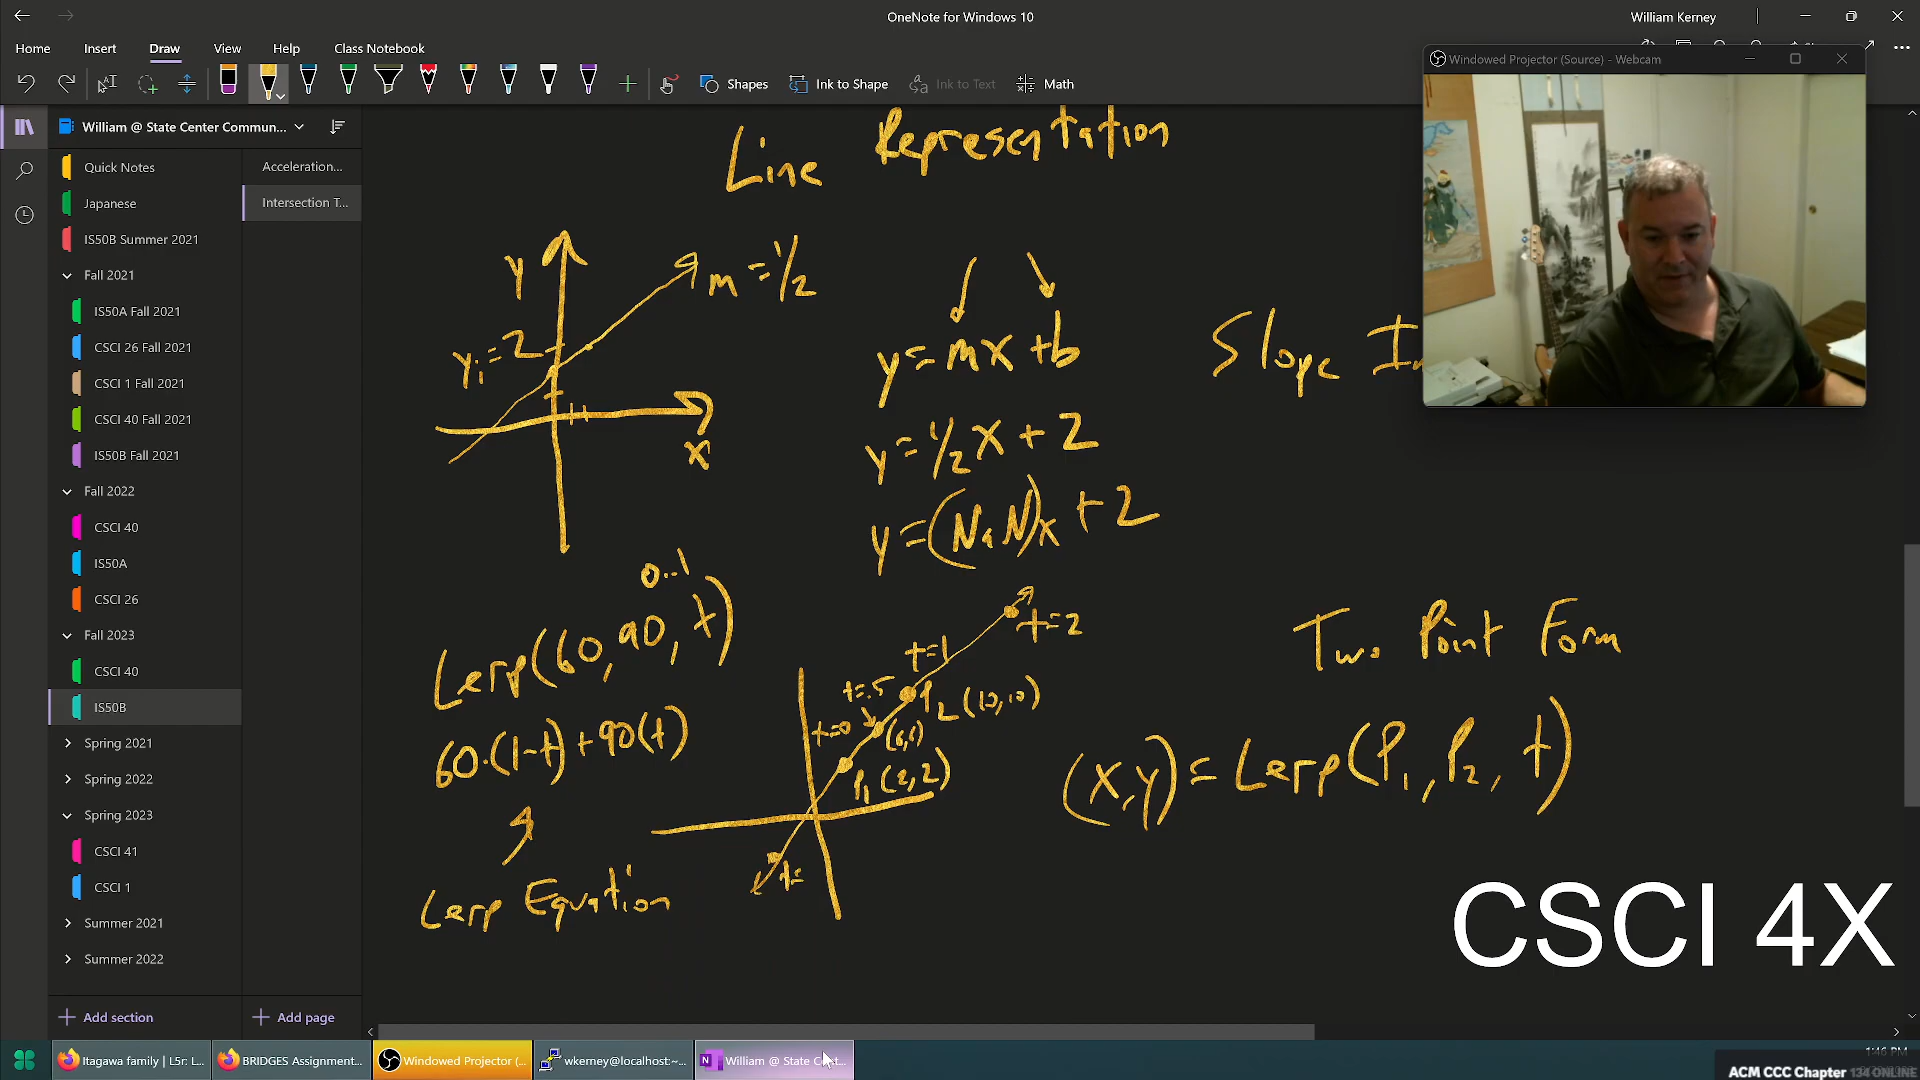 OneNote for Windows 10
William Kerney
Home Insert Draw View Help Class Notebook
Shapes Ink to Shape Ink to Text Math
Windowed Projector (Source) - Webcam
William @ State Center Commun...
Quick Notes
Japanese
IS50B Summer 2021
Fall 2021
IS50A Fall 2021
CSCI 26 Fall 2021
CSCI 1 Fall 2021
CSCI 40 Fall 2021
IS50B Fall 2021
Fall 2022
CSCI 40
IS50A
CSCI 26
Fall 2023
CSCI 40
IS50B
Spring 2021
Spring 2022
Spring 2023
CSCI 41
CSCI 1
Summer 2021
Summer 2022
Add section
Acceleration...
Intersection T...
Add page
Line Representation
y
m = 1/2
y, = 2
x
y = mx + b
Slope In
y = 1/2 x + 2
y = (NaN)x + 2
0..1
Lerp(60, 90, t)
60·(1-t) + 90(t)
Lerp Equation
t=2
t=1
t=.5
P2 (10,10)
t=0
(6,6)
P1 (2,2)
t=
Two Point Form
(x,y) = Lerp(P1, P2, t)
CSCI 4X
Itagawa family | L5r: L...
BRIDGES Assignment...
Windowed Projector (...
wkerney@localhost:~...
William @ State Cent...
1:46 PM
ACM CCC Chapter 134 ONLINE